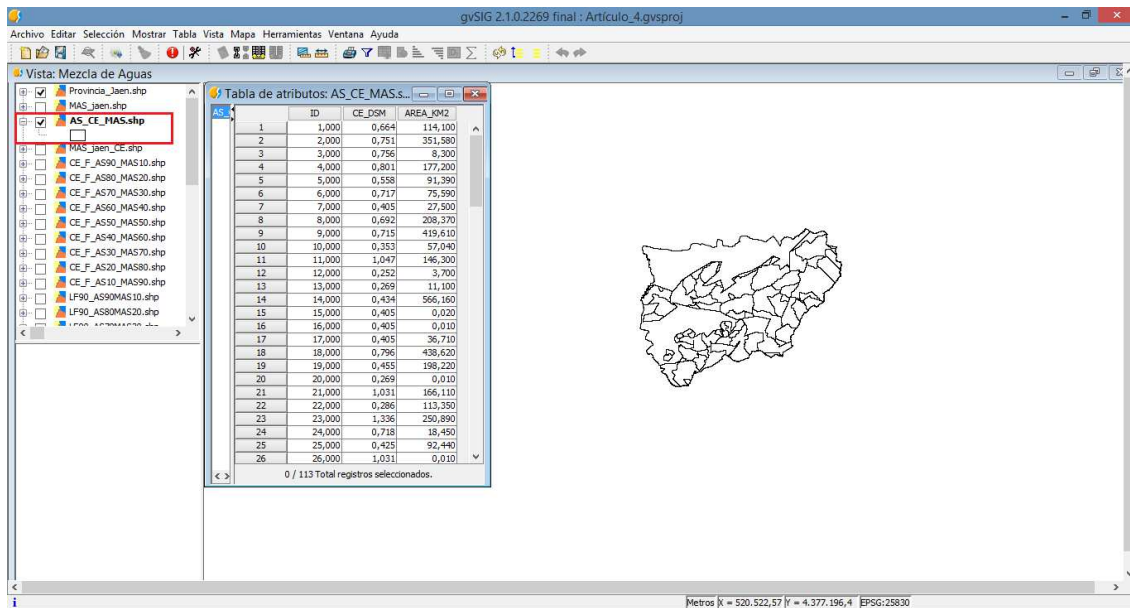 gvSIG 2.1.0.2269 final : Artículo_4.gvsproj
Archivo Editar Selección Mostrar Tabla Vista Mapa Herramientas Ventana Ayuda
Vista: Mezcla de Aguas
Provincia_Jaen.shp
MAS_jaen.shp
AS_CE_MAS.shp
MAS_jaen_CE.shp
CE_F_AS90_MAS10.shp
CE_F_AS80_MAS20.shp
CE_F_AS70_MAS30.shp
CE_F_AS60_MAS40.shp
CE_F_AS50_MAS50.shp
CE_F_AS40_MAS60.shp
CE_F_AS30_MAS70.shp
CE_F_AS20_MAS80.shp
CE_F_AS10_MAS90.shp
LF90_AS90MAS10.shp
LF90_AS80MAS20.shp
Tabla de atributos: AS_CE_MAS.s...
AS_
ID CE_DSM AREA_KM2
1 1,000 0,664 114,100
2 2,000 0,751 351,580
3 3,000 0,756 8,300
4 4,000 0,801 177,200
5 5,000 0,558 91,390
6 6,000 0,717 75,590
7 7,000 0,405 27,500
8 8,000 0,692 208,370
9 9,000 0,715 419,610
10 10,000 0,353 57,040
11 11,000 1,047 146,300
12 12,000 0,252 3,700
13 13,000 0,269 11,100
14 14,000 0,434 566,160
15 15,000 0,405 0,020
16 16,000 0,405 0,010
17 17,000 0,405 36,710
18 18,000 0,796 438,620
19 19,000 0,455 198,220
20 20,000 0,269 0,010
21 21,000 1,031 166,110
22 22,000 0,286 113,350
23 23,000 1,336 250,890
24 24,000 0,718 18,450
25 25,000 0,425 92,440
26 26,000 1,031 0,010
0 / 113 Total registros seleccionados.
Metros X = 520.522,57 Y = 4.377.196,4 EPSG:25830